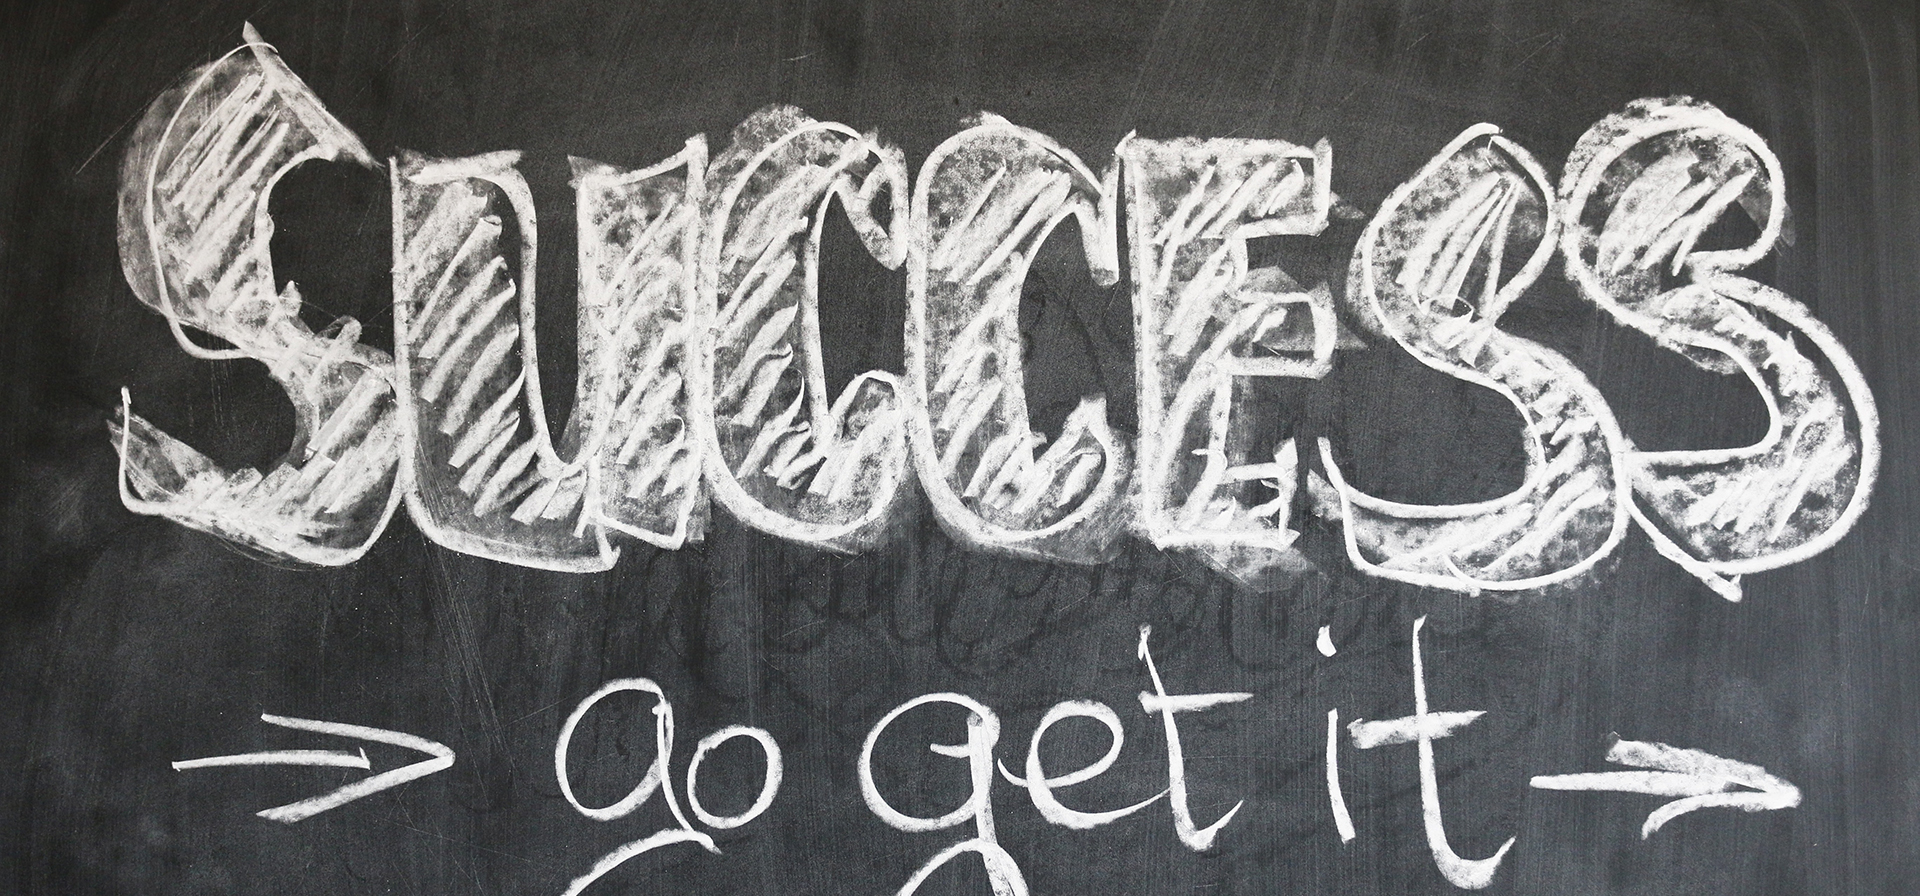 SUCCESS
→ go get it →